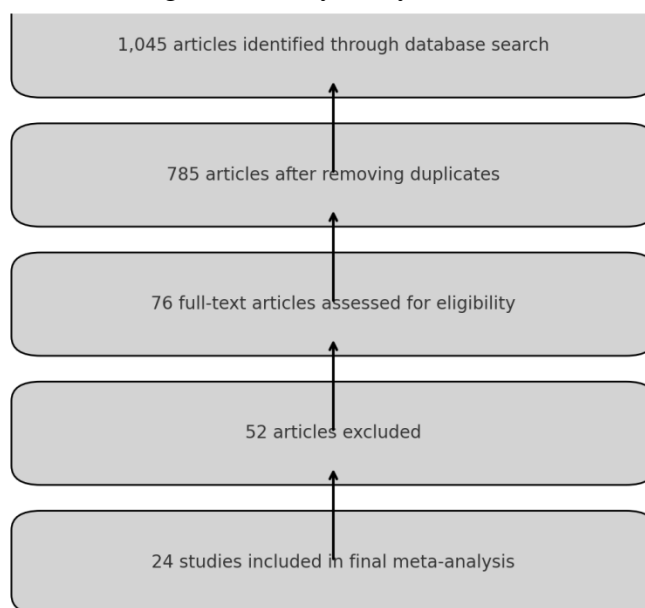 1,045 articles identified through database search
785 articles after removing duplicates
76 full-text articles assessed for eligibility
52 articles excluded
24 studies included in final meta-analysis